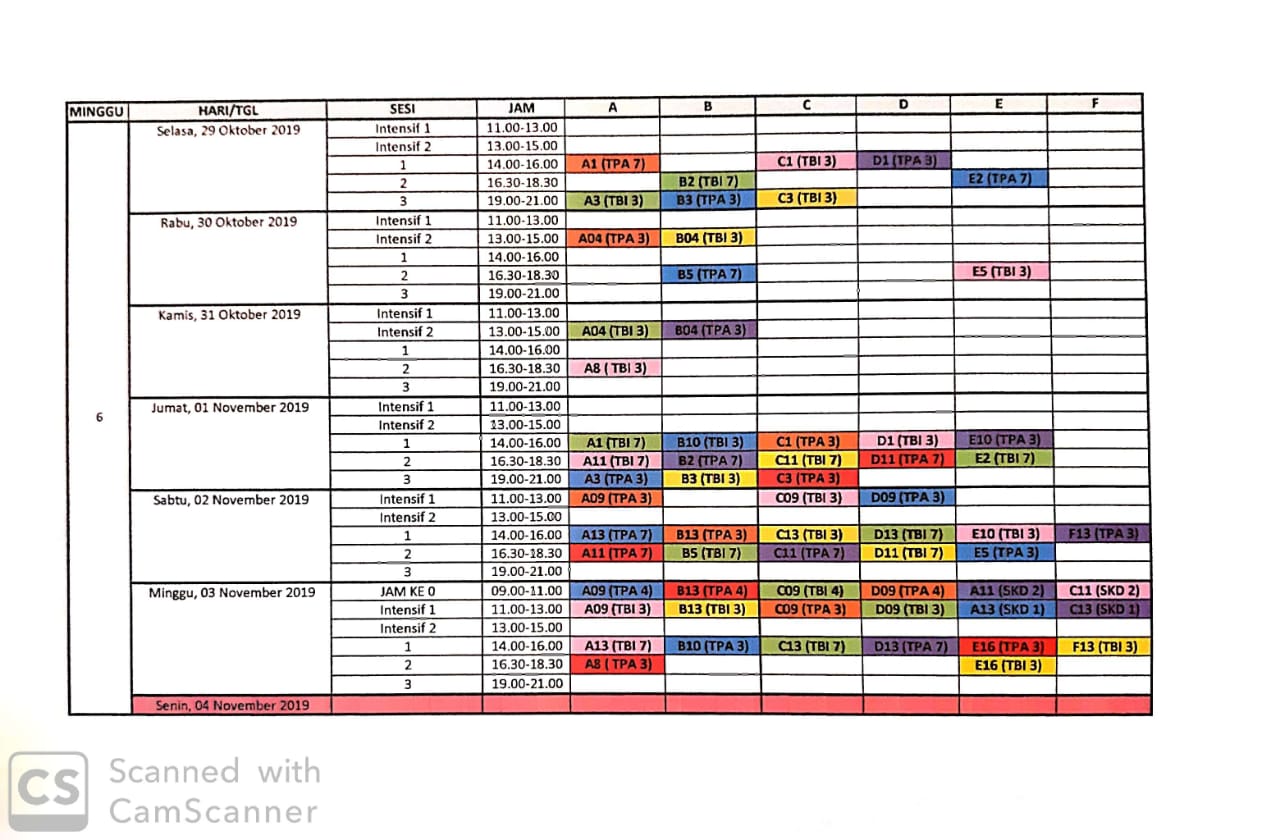 MINGGU HARI/TGL SESI JAM A B C D E F
Selasa, 29 Oktober 2019 Intensif 1 11.00-13.00
Intensif 2 13.00-15.00
1 14.00-16.00 A1 (TPA 7) C1 (TBI 3) D1 (TPA 3)
2 16.30-18.30 B2 (TBI 7) E2 (TPA 7)
3 19.00-21.00 A3 (TBI 3) B3 (TPA 3) C3 (TBI 3)
Rabu, 30 Oktober 2019 Intensif 1 11.00-13.00
Intensif 2 13.00-15.00 A04 (TPA 3) B04 (TBI 3)
1 14.00-16.00
2 16.30-18.30 B5 (TPA 7) E5 (TBI 3)
3 19.00-21.00
Kamis, 31 Oktober 2019 Intensif 1 11.00-13.00
Intensif 2 13.00-15.00 A04 (TBI 3) B04 (TPA 3)
1 14.00-16.00
2 16.30-18.30 A8 ( TBI 3)
3 19.00-21.00
6 Jumat, 01 November 2019 Intensif 1 11.00-13.00
Intensif 2 13.00-15.00
1 14.00-16.00 A1 (TBI 7) B10 (TBI 3) C1 (TPA 3) D1 (TBI 3) E10 (TPA 3)
2 16.30-18.30 A11 (TBI 7) B2 (TPA 7) C11 (TBI 7) D11 (TPA 7) E2 (TBI 7)
3 19.00-21.00 A3 (TPA 3) B3 (TBI 3) C3 (TPA 3)
Sabtu, 02 November 2019 Intensif 1 11.00-13.00 A09 (TPA 3) C09 (TBI 3) D09 (TPA 3)
Intensif 2 13.00-15.00
1 14.00-16.00 A13 (TPA 7) B13 (TPA 3) C13 (TBI 3) D13 (TBI 7) E10 (TBI 3) F13 (TPA 3)
2 16.30-18.30 A11 (TPA 7) B5 (TBI 7) C11 (TPA 7) D11 (TBI 7) E5 (TPA 3)
3 19.00-21.00
Minggu, 03 November 2019 JAM KE 0 09.00-11.00 A09 (TPA 4) B13 (TPA 4) C09 (TBI 4) D09 (TPA 4) A11 (SKD 2) C11 (SKD 2)
Intensif 1 11.00-13.00 A09 (TBI 3) B13 (TBI 3) C09 (TPA 3) D09 (TBI 3) A13 (SKD 1) C13 (SKD 1)
Intensif 2 13.00-15.00
1 14.00-16.00 A13 (TBI 7) B10 (TPA 3) C13 (TBI 7) D13 (TPA 7) E16 (TPA 3) F13 (TBI 3)
2 16.30-18.30 A8 ( TPA 3) E16 (TBI 3)
3 19.00-21.00
Senin, 04 November 2019
CS Scanned with
CamScanner